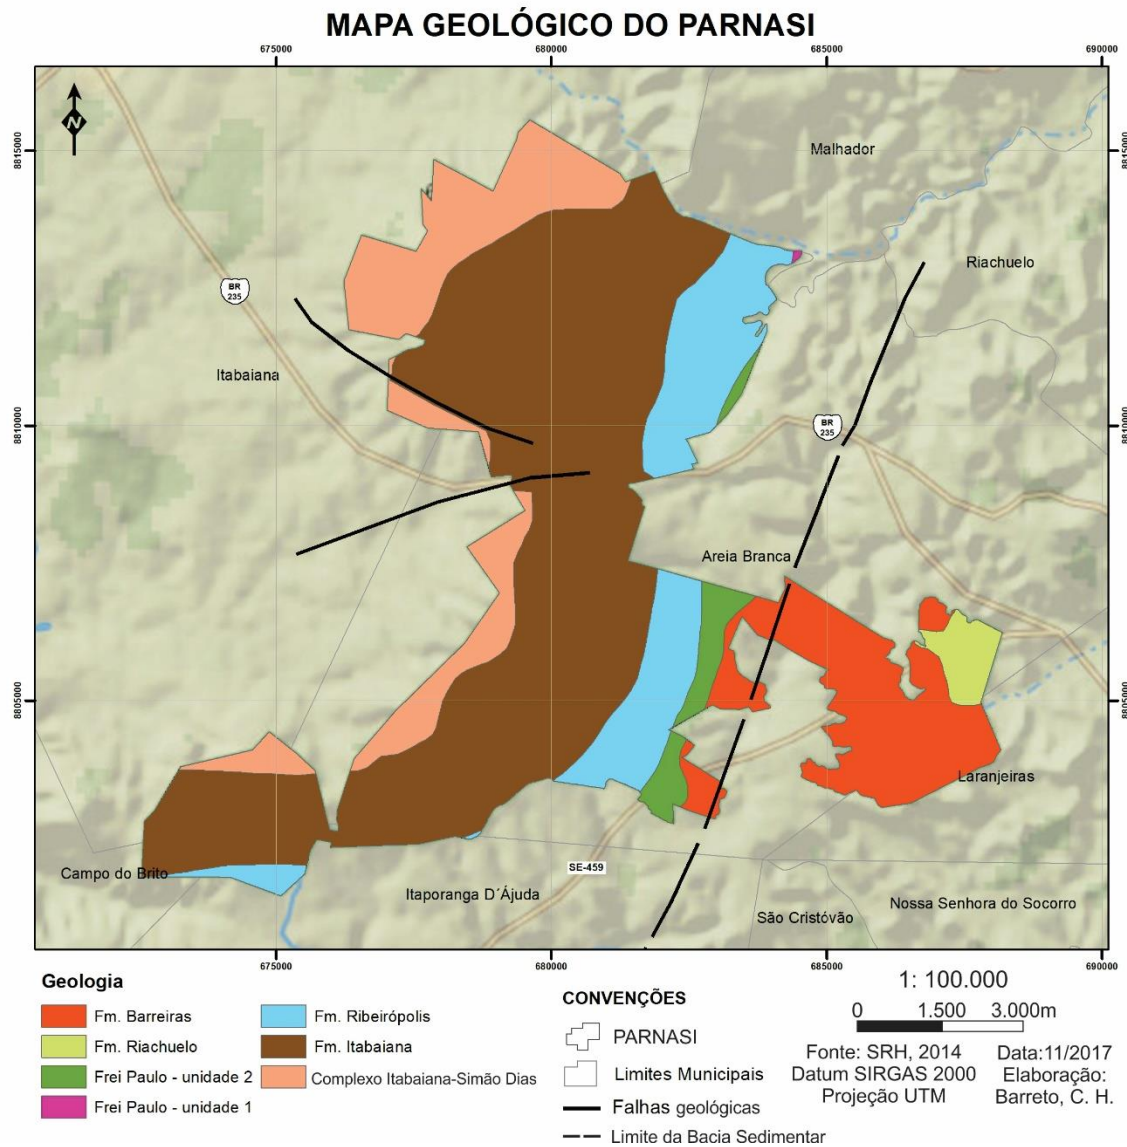 MAPA GEOLÓGICO DO PARNASI
675000
680000
685000
690000
N
8815000
8815000
Malhador
Riachuelo
BR
235
Itabaiana
8810000
BR
235
8810000
Areia Branca
8805000
8805000
Laranjeiras
Campo do Brito
SE-459
Itaporanga D´Ájuda
Nossa Senhora do Socorro
São Cristóvão
675000
680000
685000
690000
Geologia
Fm. Barreiras
Fm. Riachuelo
Frei Paulo - unidade 2
Frei Paulo - unidade 1
Fm. Ribeirópolis
Fm. Itabaiana
Complexo Itabaiana-Simão Dias
CONVENÇÕES
PARNASI
Limites Municipais
Falhas geológicas
Limite da Bacia Sedimentar
1: 100.000
0 1.500 3.000m
Fonte: SRH, 2014
Datum SIRGAS 2000
Projeção UTM
Data:11/2017
Elaboração:
Barreto, C. H.